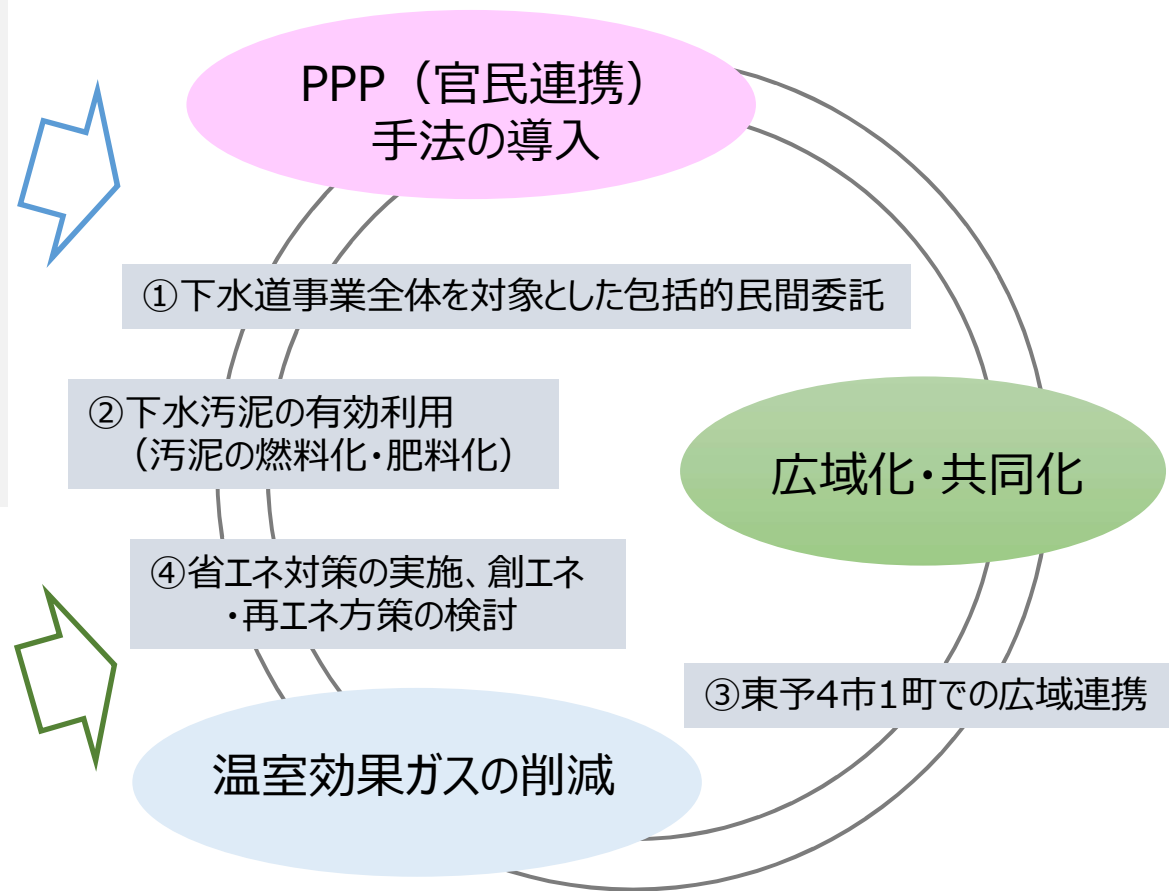 PPP（官民連携）
手法の導入
①下水道事業全体を対象とした包括的民間委託
②下水汚泥の有効利用
（汚泥の燃料化・肥料化）
広域化・共同化
④省エネ対策の実施、創エネ
・再エネ方策の検討
③東予4市1町での広域連携
温室効果ガスの削減